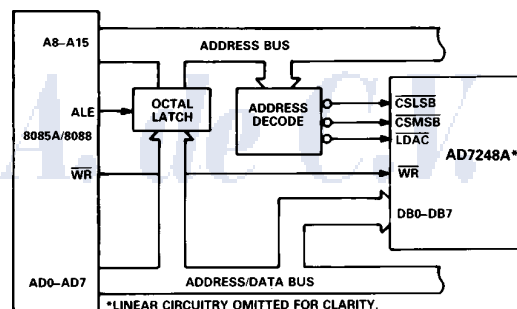 A8–A15
ADDRESS BUS
ALE
8085A/8088
OCTAL
LATCH
ADDRESS
DECODE
CSLSB
CSMSB
LDAC
AD7248A*
WR
WR
DB0–DB7
AD0–AD7
ADDRESS/DATA BUS
*LINEAR CIRCUITRY OMITTED FOR CLARITY.
A. de C.V